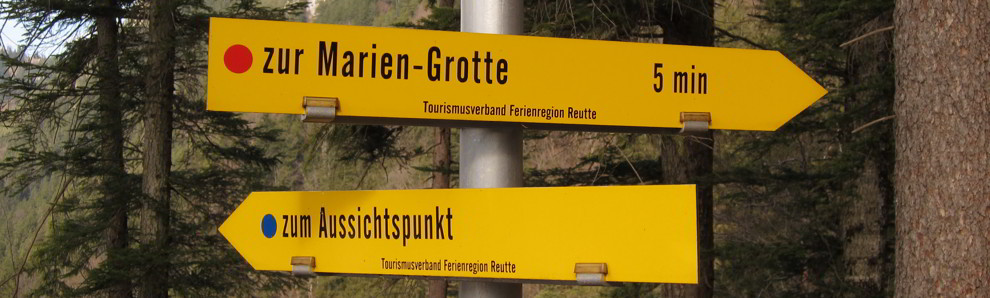 zur Marien-Grotte 5 min
Tourismusverband Ferienregion Reutte
zum Aussichtspunkt
Tourismusverband Ferienregion Reutte